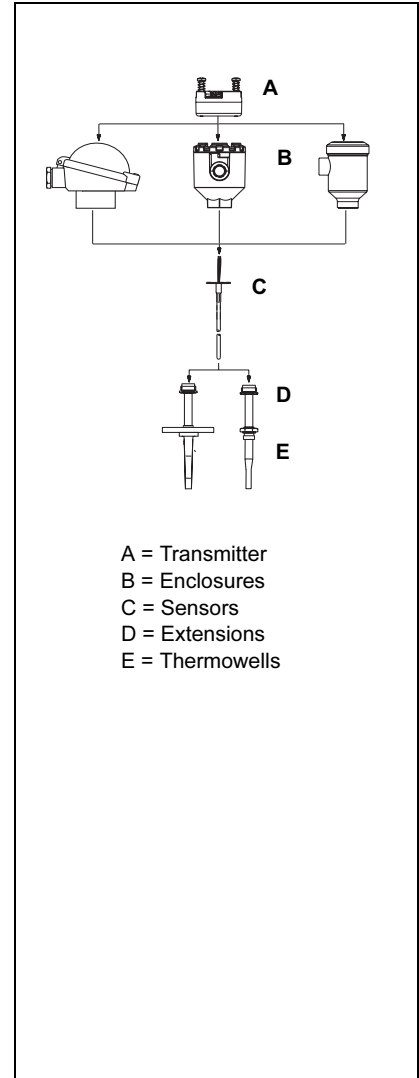 A
B
C
D
E
A = Transmitter
B = Enclosures
C = Sensors
D = Extensions
E = Thermowells